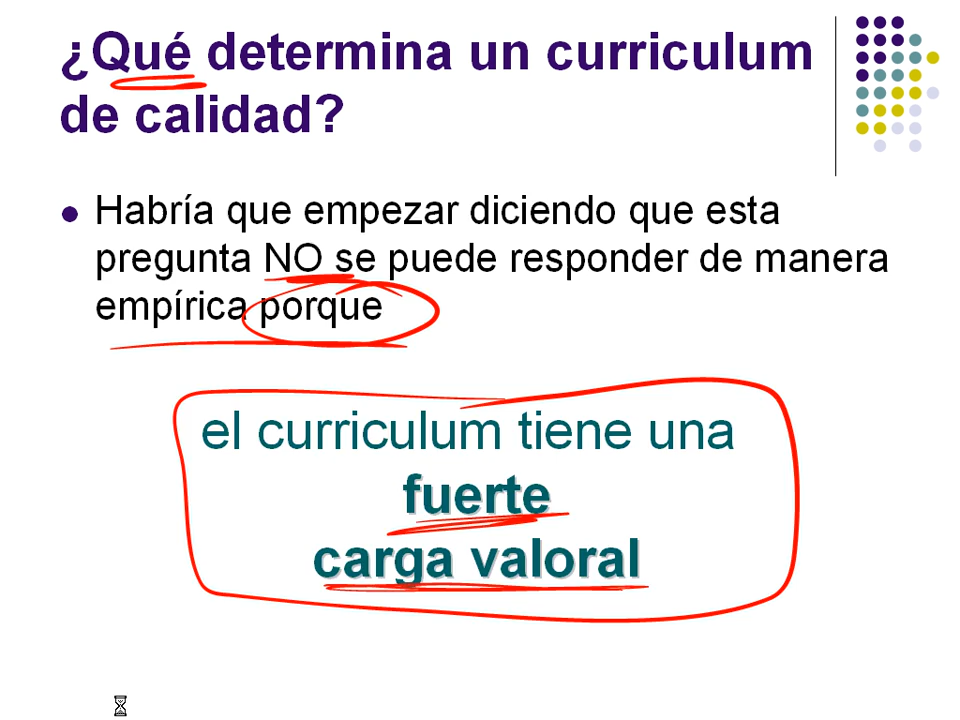 ¿Qué determina un curriculum
de calidad?
Habría que empezar diciendo que esta
pregunta NO se puede responder de manera
empírica porque
el curriculum tiene una
fuerte
carga valoral